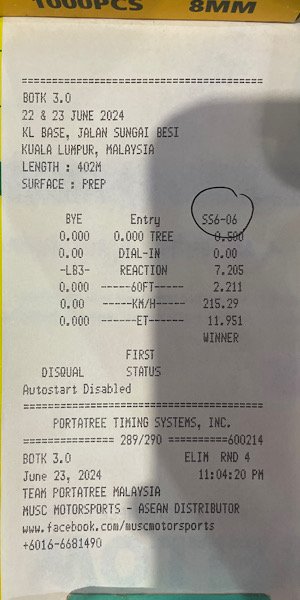 1000PCS 8MM
========================================
BOTK 3.0
22 & 23 JUNE 2024
KL BASE, JALAN SUNGAI BESI
KUALA LUMPUR, MALAYSIA
LENGTH : 402M
SURFACE : PREP
BYE Entry SS6-06
0.000 0.000 TREE 0.500
0.00 DIAL-IN 0.00
-LB3- REACTION 7.205
0.000 -----60FT----- 2.211
0.00 -----KM/H------ 215.29
0.000 ------ET------ 11.951
WINNER
FIRST
DISQUAL STATUS
Autostart Disabled
========================================
PORTATREE TIMING SYSTEMS, INC.
=============== 289/290 ==========600214
BOTK 3.0 ELIM RND 4
June 23, 2024 11:04:20 PM
TEAM PORTATREE MALAYSIA
MUSC MOTORSPORTS - ASEAN DISTRIBUTOR
www.facebook.com/muscmotorsports
+6016-6681490